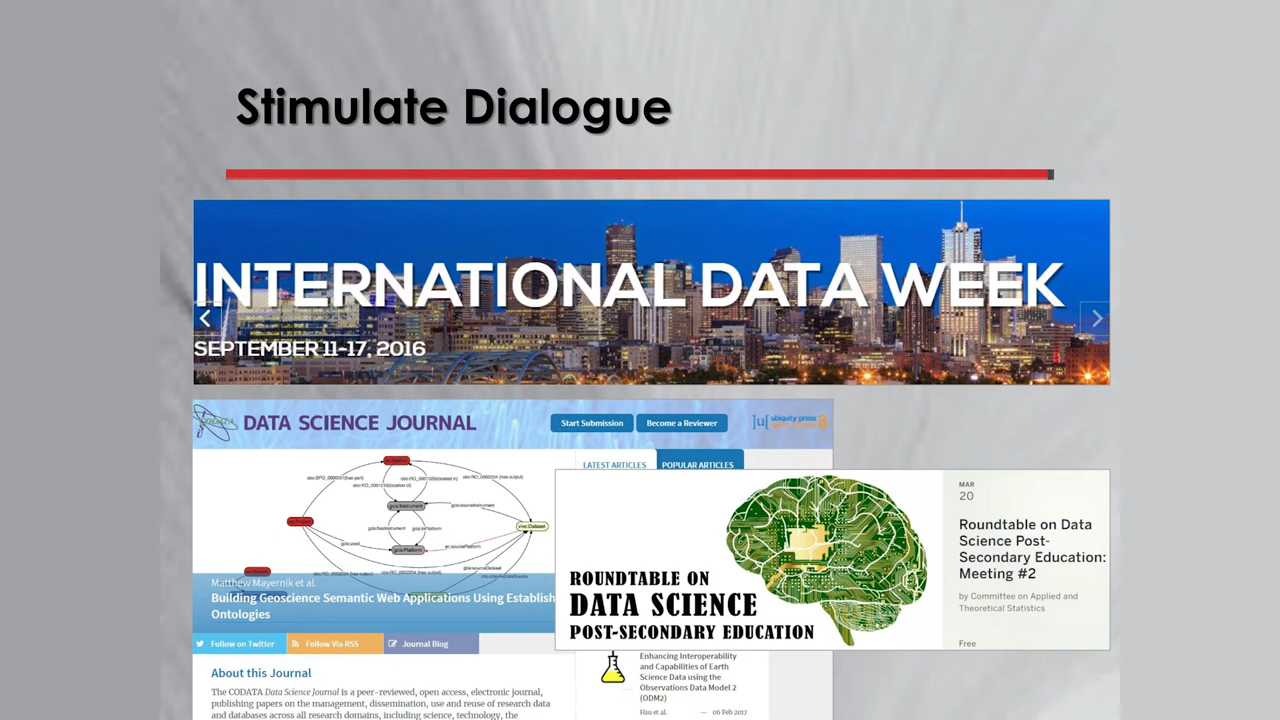 Stimulate Dialogue
INTERNATIONAL DATA WEEK
SEPTEMBER 11-17, 2016
DATA SCIENCE JOURNAL
Start Submission
Become a Reviewer
]u[ ubiquity press
LATEST ARTICLES
POPULAR ARTICLES
Matthew Mayernik et al.
Building Geoscience Semantic Web Applications Using Establish
Ontologies
Follow on Twitter
Follow Via RSS
Journal Blog
About this Journal
The CODATA Data Science Journal is a peer-reviewed, open access, electronic journal,
publishing papers on the management, dissemination, use and reuse of research data
and databases across all research domains, including science, technology, the
ROUNDTABLE ON
DATA SCIENCE
POST-SECONDARY EDUCATION
MAR
20
Roundtable on Data
Science Post-
Secondary Education:
Meeting #2
by Committee on Applied and
Theoretical Statistics
Free
Enhancing Interoperability
and Capabilities of Earth
Science Data using the
Observations Data Model 2
(ODM2)
Hsu et al. — 06 Feb 2017